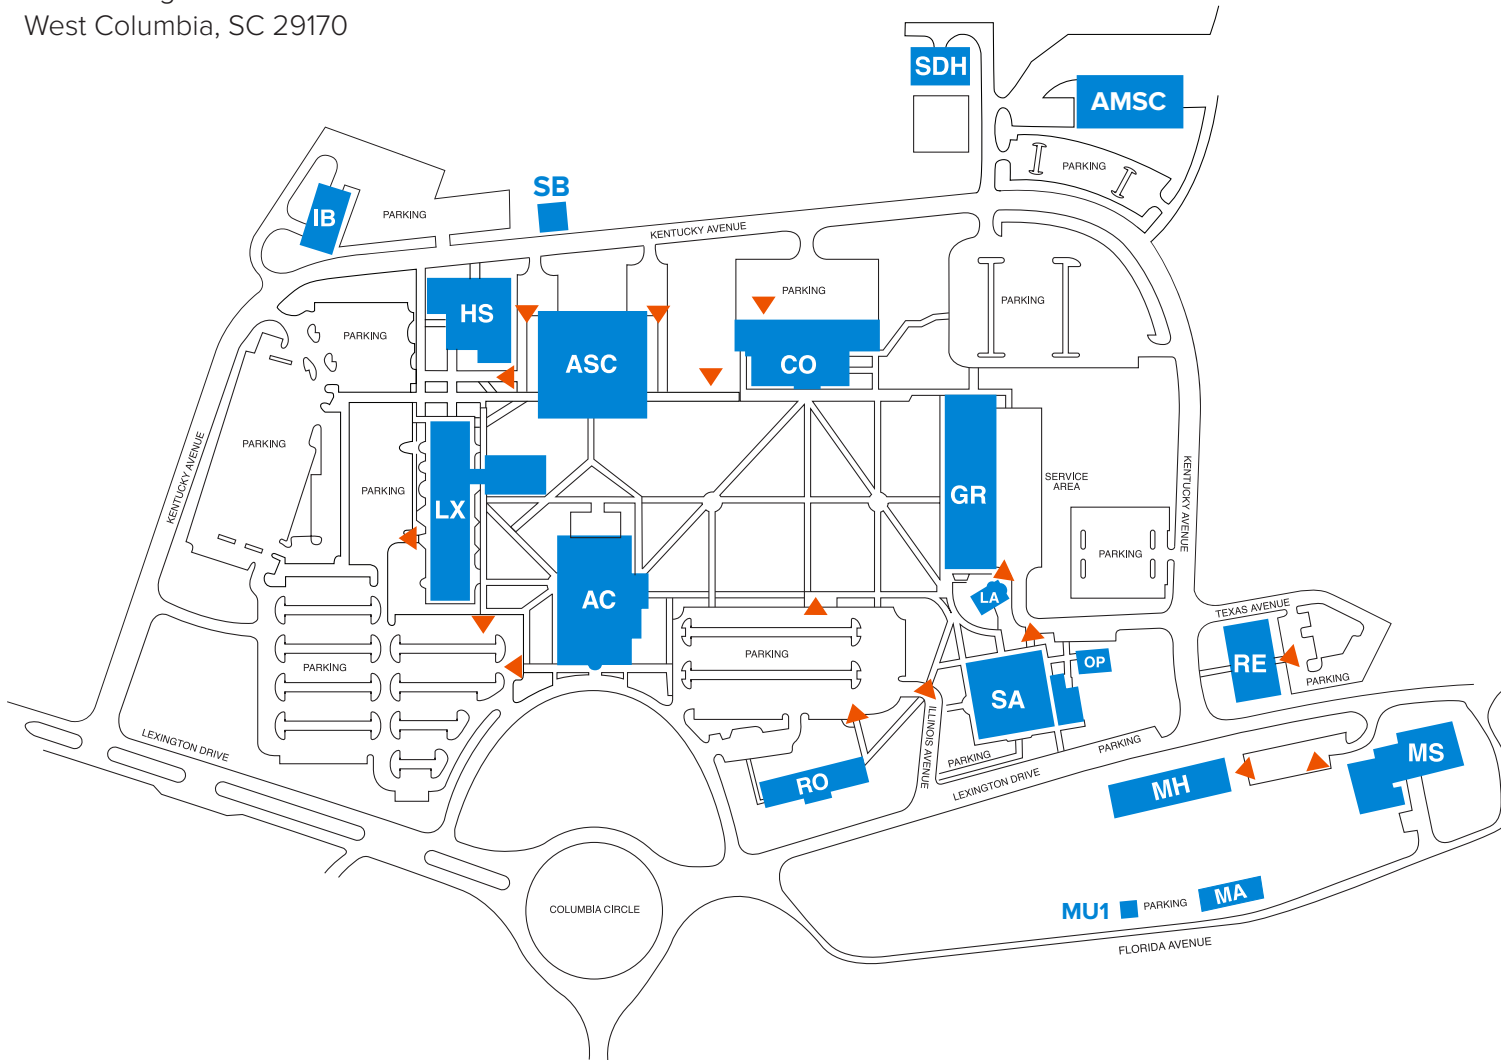 West Columbia, SC 29170
SDH
AMSC
PARKING
SB
IB
PARKING
KENTUCKY AVENUE
PARKING
PARKING
HS
PARKING
ASC
CO
PARKING
KENTUCKY AVENUE
PARKING
LX
GR
SERVICE
AREA
KENTUCKY AVENUE
PARKING
AC
LA
TEXAS AVENUE
PARKING
PARKING
OP
RE
PARKING
SA
ILLINOIS AVENUE
PARKING
PARKING
LEXINGTON DRIVE
LEXINGTON DRIVE
RO
MH
MS
COLUMBIA CIRCLE
MU1
PARKING
MA
FLORIDA AVENUE